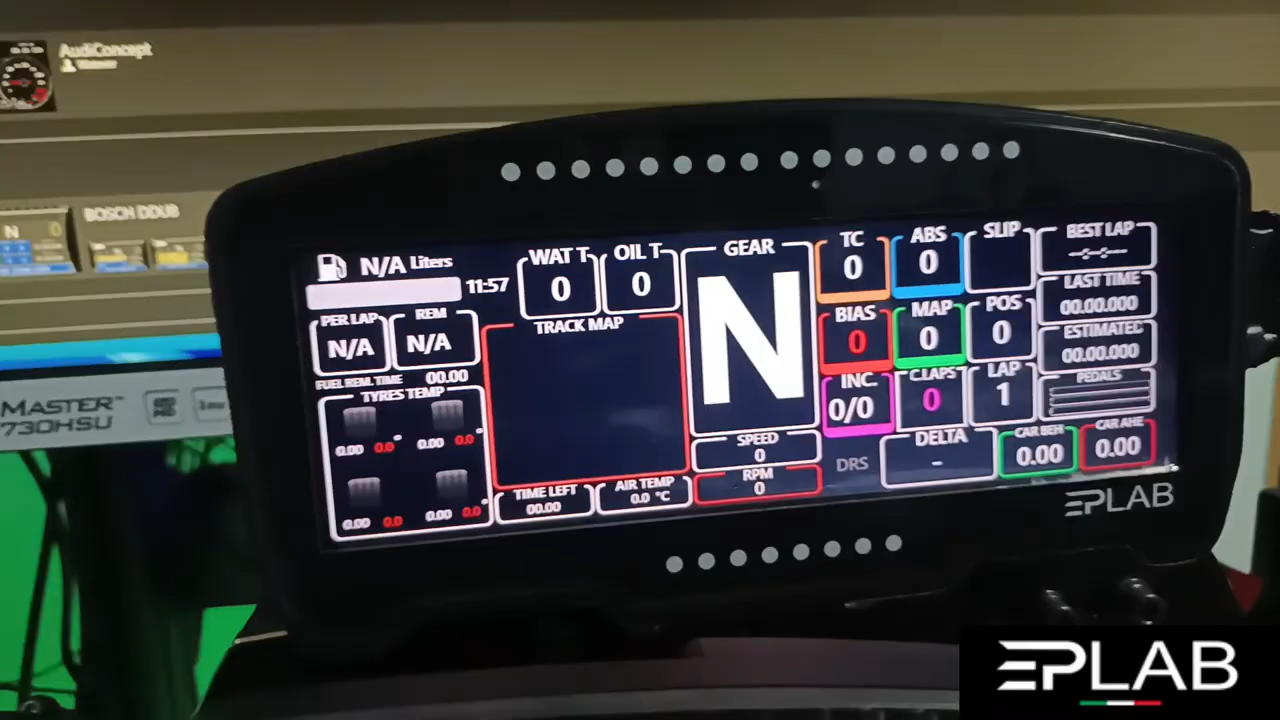 AudiConcept
BOSCH DDU8
N 0
MASTER™
730HSU
N/A Liters
11:57
PER LAP
N/A
REM
N/A
FUEL REM. TIME 00.00
TYRES TEMP
0.00 0.0° 0.00 0.0°
0.00 0.0 0.00 0.0°
WAT T
0
OIL T
0
TRACK MAP
TIME LEFT
00.00
AIR TEMP
0.0 °C
GEAR
N
SPEED
0
RPM
0
TC
0
ABS
0
SLIP
BIAS
0
MAP
0
POS
0
INC.
0/0
C.LAPS
0
LAP
1
DRS
DELTA
-
BEST LAP
--:--:--
LAST TIME
00.00.000
ESTIMATED
00.00.000
PEDALS
CAR BEH
0.00
CAR AHE
0.00
EPLAB
EPLAB